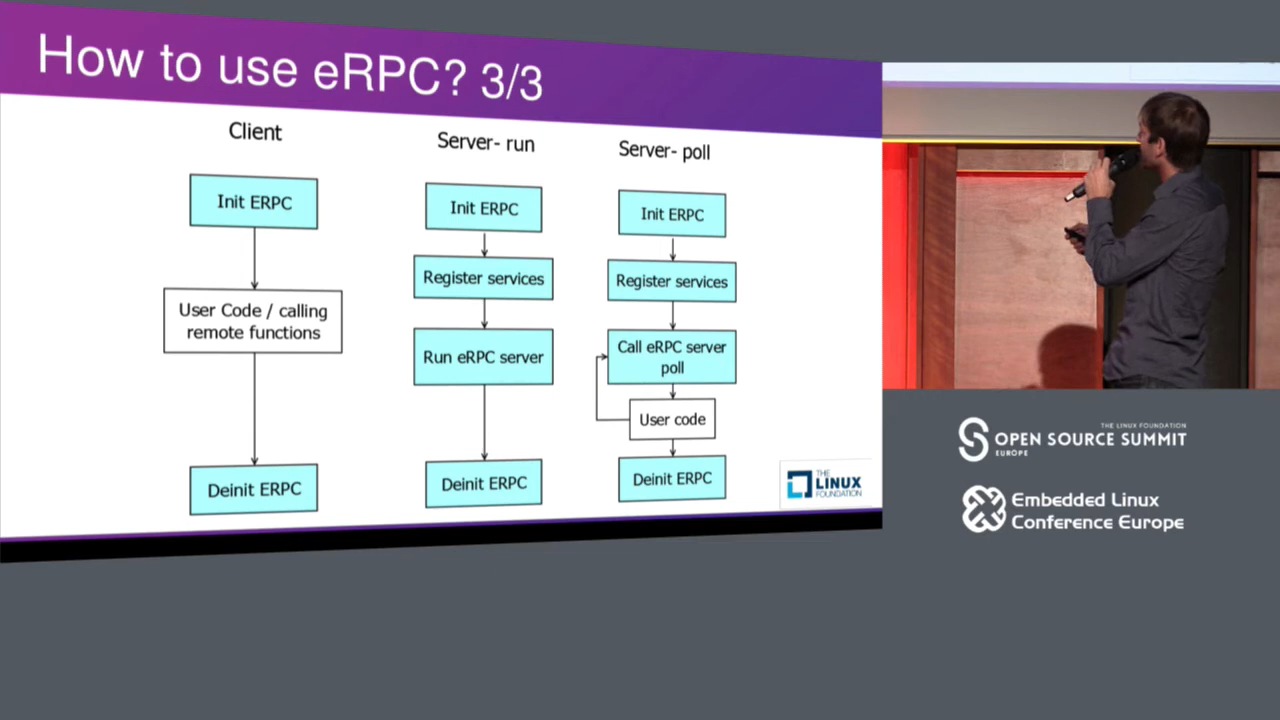 How to use eRPC? 3/3
Client
Init ERPC
User Code / calling
remote functions
Deinit ERPC
Server- run
Init ERPC
Register services
Run eRPC server
Deinit ERPC
Server- poll
Init ERPC
Register services
Call eRPC server
poll
User code
Deinit ERPC
THE
LINUX
FOUNDATION
THE LINUX FOUNDATION
OPEN SOURCE SUMMIT
EUROPE
Embedded Linux
Conference Europe